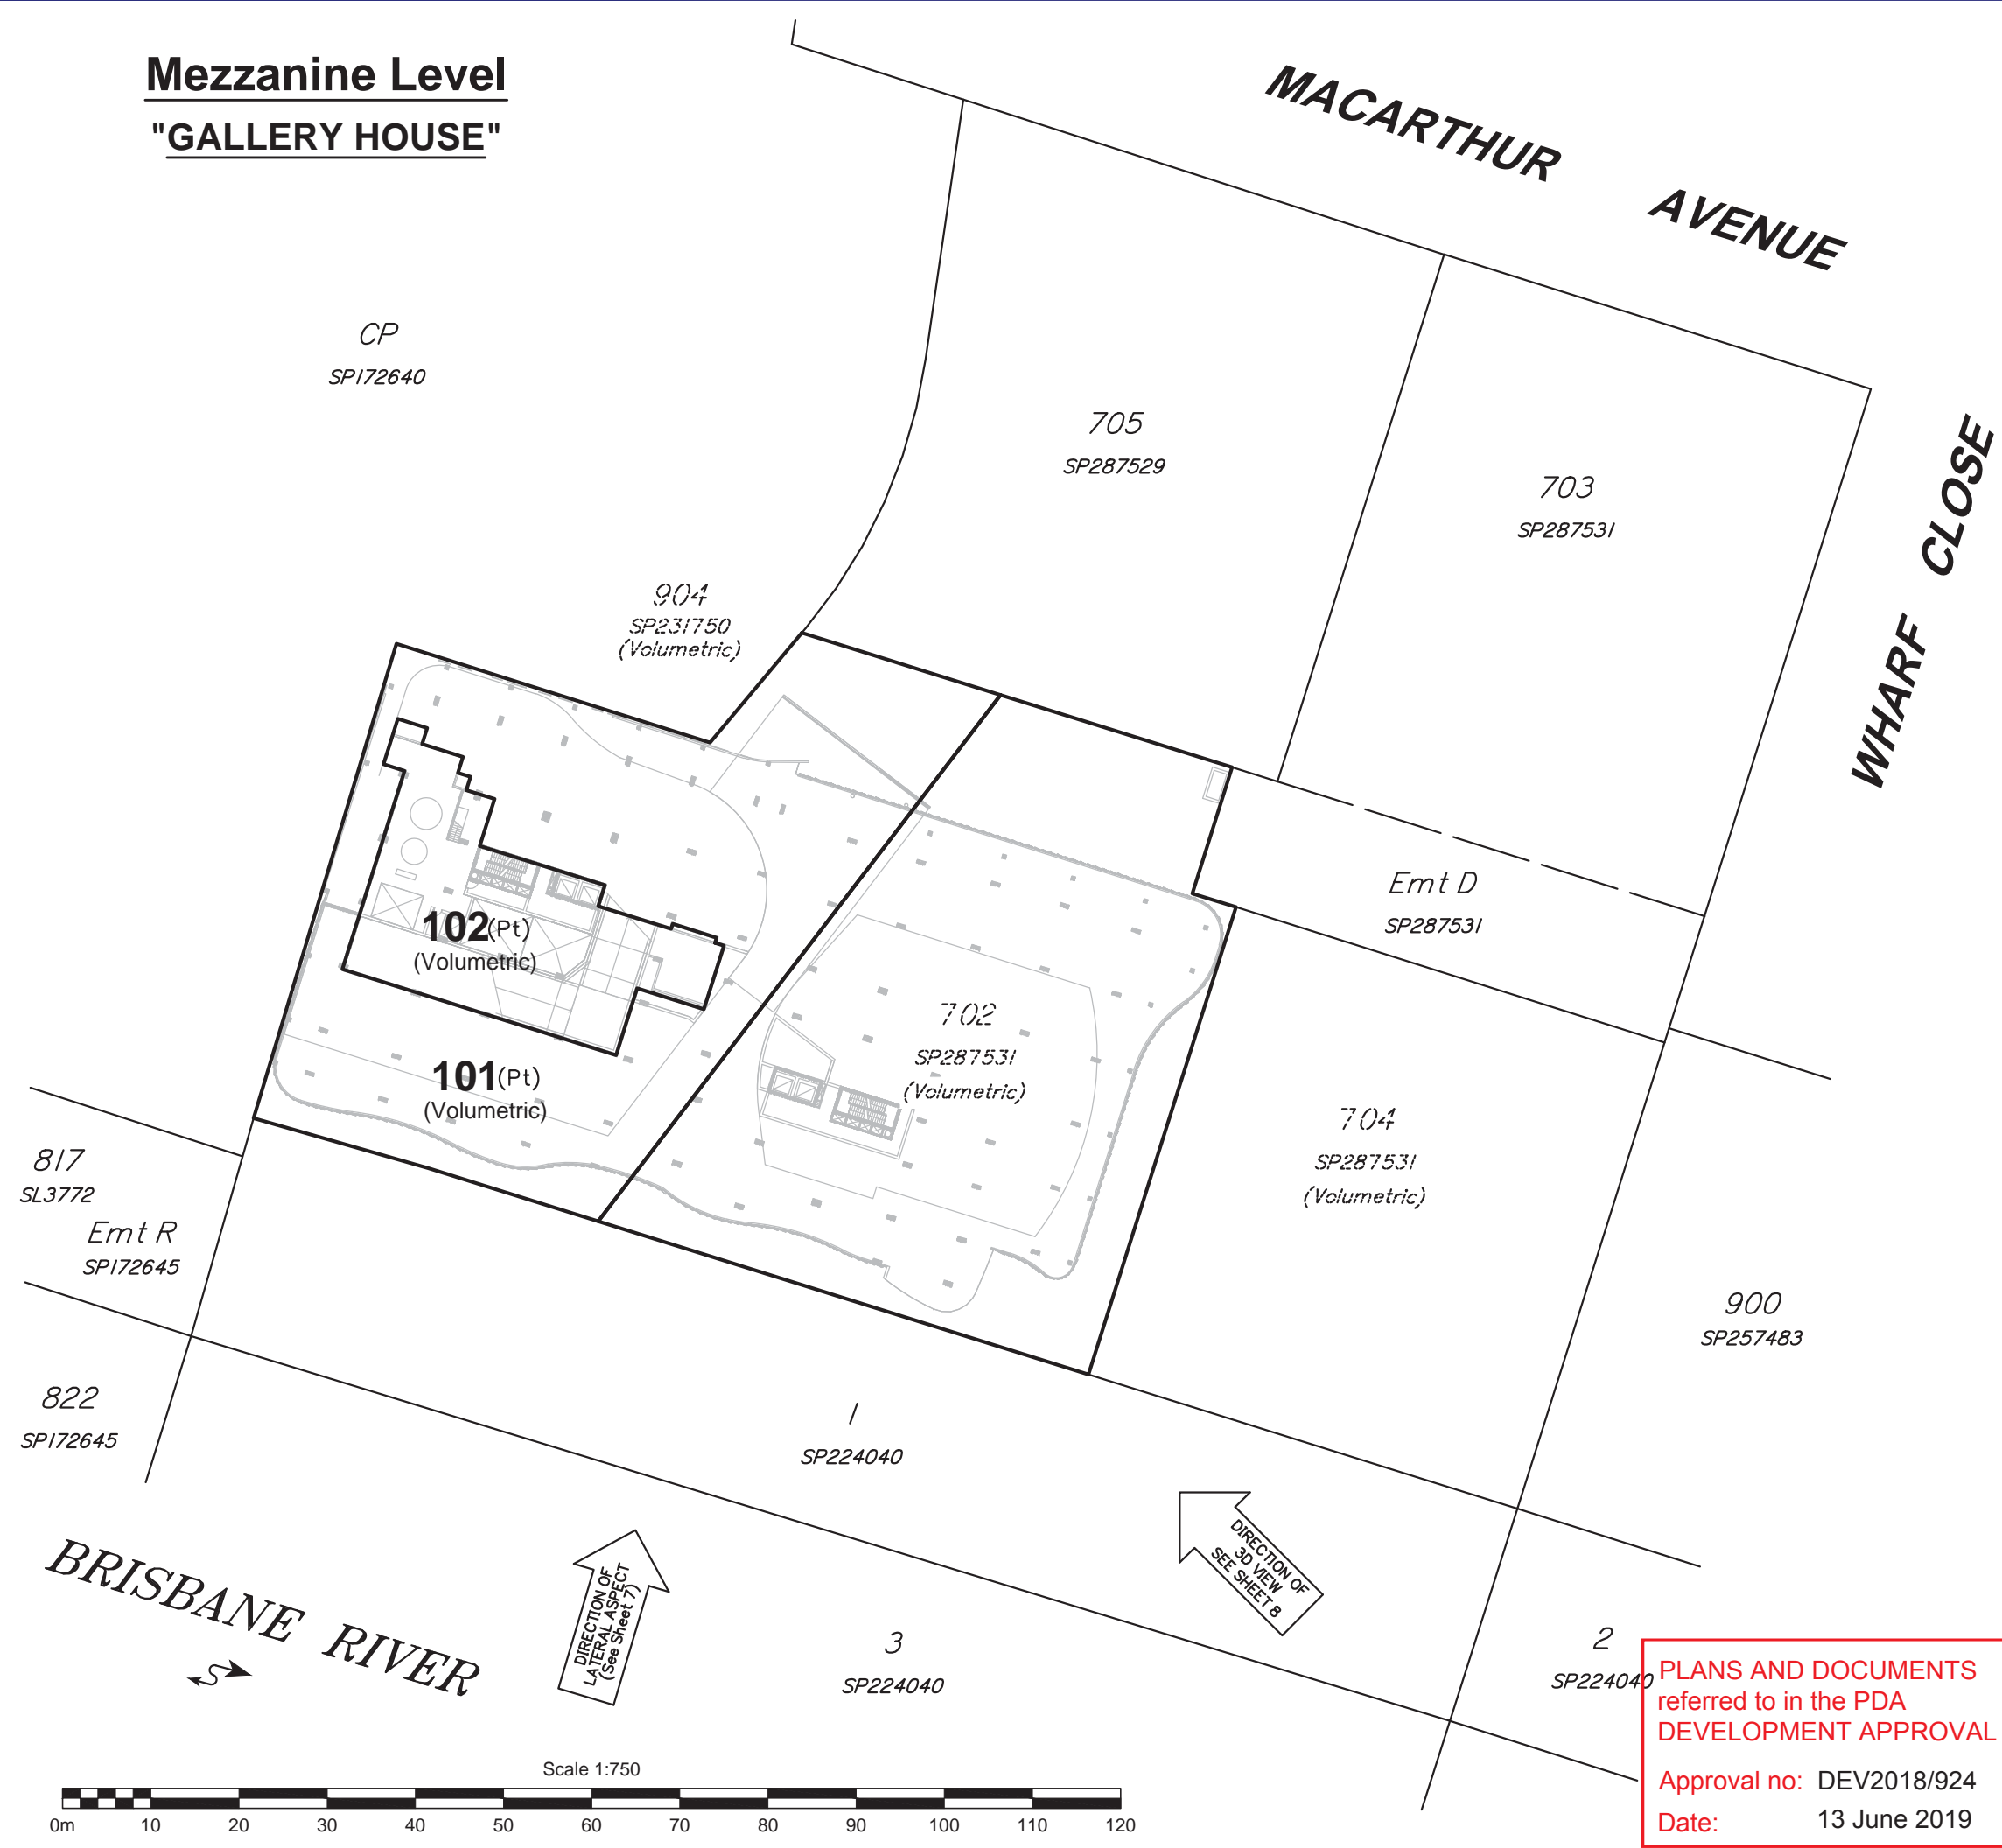 Mezzanine Level
"GALLERY HOUSE"
MACARTHUR AVENUE
CP
SP172640
705
SP287529
703
SP287531
WHARF CLOSE
904
SP231750
(Volumetric)
Emt D
SP287531
102(Pt)
(Volumetric)
702
SP287531
(Volumetric)
101(Pt)
(Volumetric)
704
SP287531
(Volumetric)
817
SL3772
Emt R
SP172645
900
SP257483
822
SP172645
1
SP224040
BRISBANE RIVER
S
DIRECTION OF
LATERAL ASPECT
(See Sheet 7)
DIRECTION OF
3D VIEW
SEE SHEET 8
3
SP224040
2
SP224040
PLANS AND DOCUMENTS
referred to in the PDA
DEVELOPMENT APPROVAL
Approval no: DEV2018/924
Date: 13 June 2019
Scale 1:750
0m 10 20 30 40 50 60 70 80 90 100 110 120